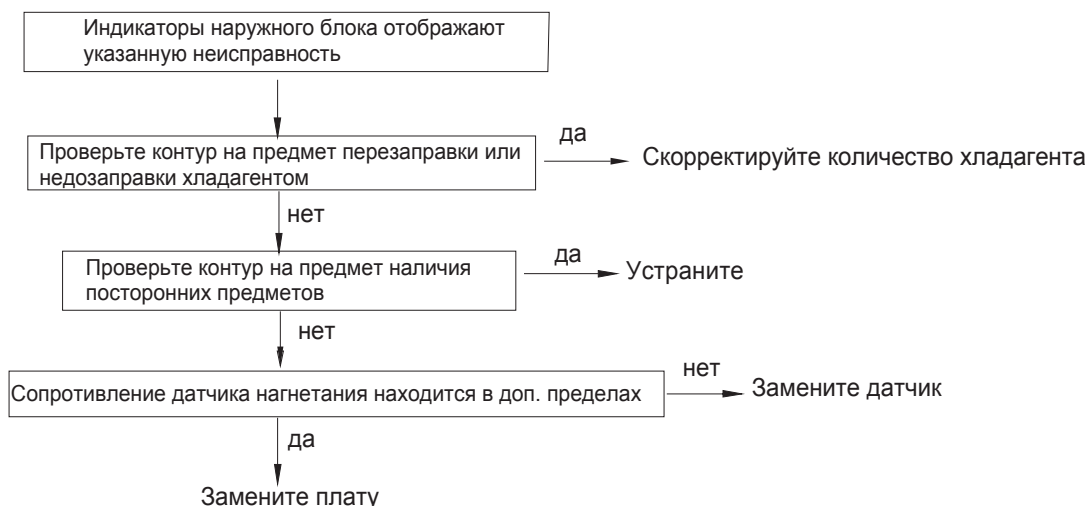 Индикаторы наружного блока отображают
указанную неисправность
да
Проверьте контур на предмет перезаправки или
недозаправки хладагентом
Скорректируйте количество хладагента
нет
Проверьте контур на предмет наличия
посторонних предметов
да
Устраните
нет
Сопротивление датчика нагнетания находится в доп. пределах
нет
Замените датчик
да
Замените плату